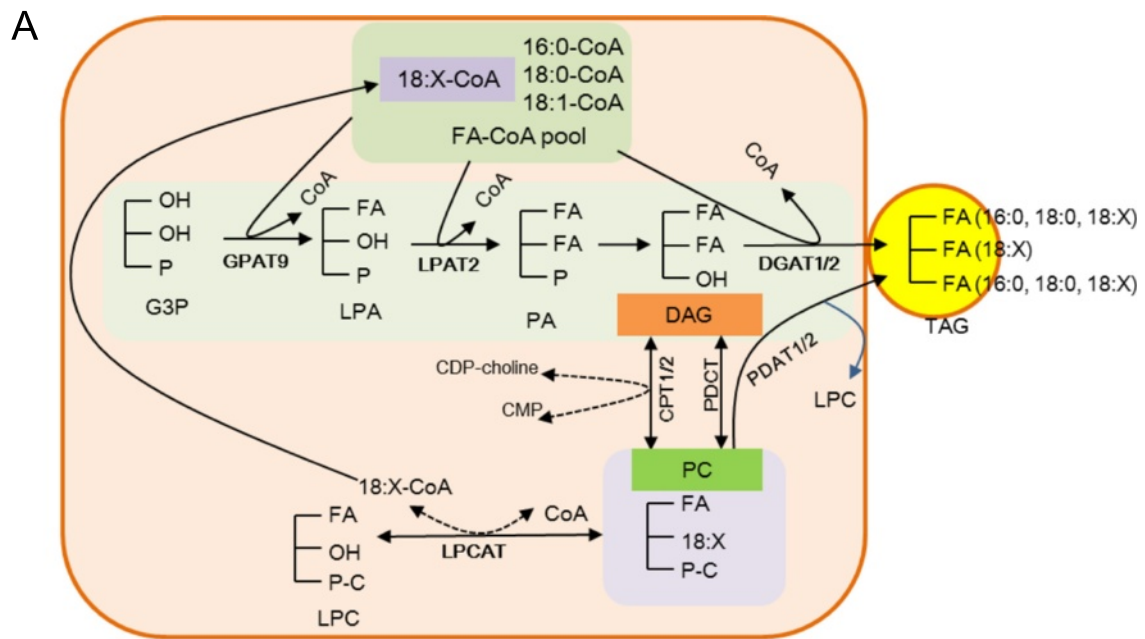 A
16:0-CoA
18:X-CoA
18:0-CoA
18:1-CoA
FA-CoA pool
CoA
CoA
CoA
OH
OH
P
G3P
GPAT9
FA
OH
P
LPA
LPAT2
FA
FA
P
PA
FA
FA
OH
DAG
DGAT1/2
FA (16:0, 18:0, 18:X)
FA (18:X)
FA (16:0, 18:0, 18:X)
TAG
CDP-choline
CMP
CPT1/2
PDCT
PDAT1/2
LPC
PC
FA
18:X
P-C
18:X-CoA
CoA
LPCAT
FA
OH
P-C
LPC